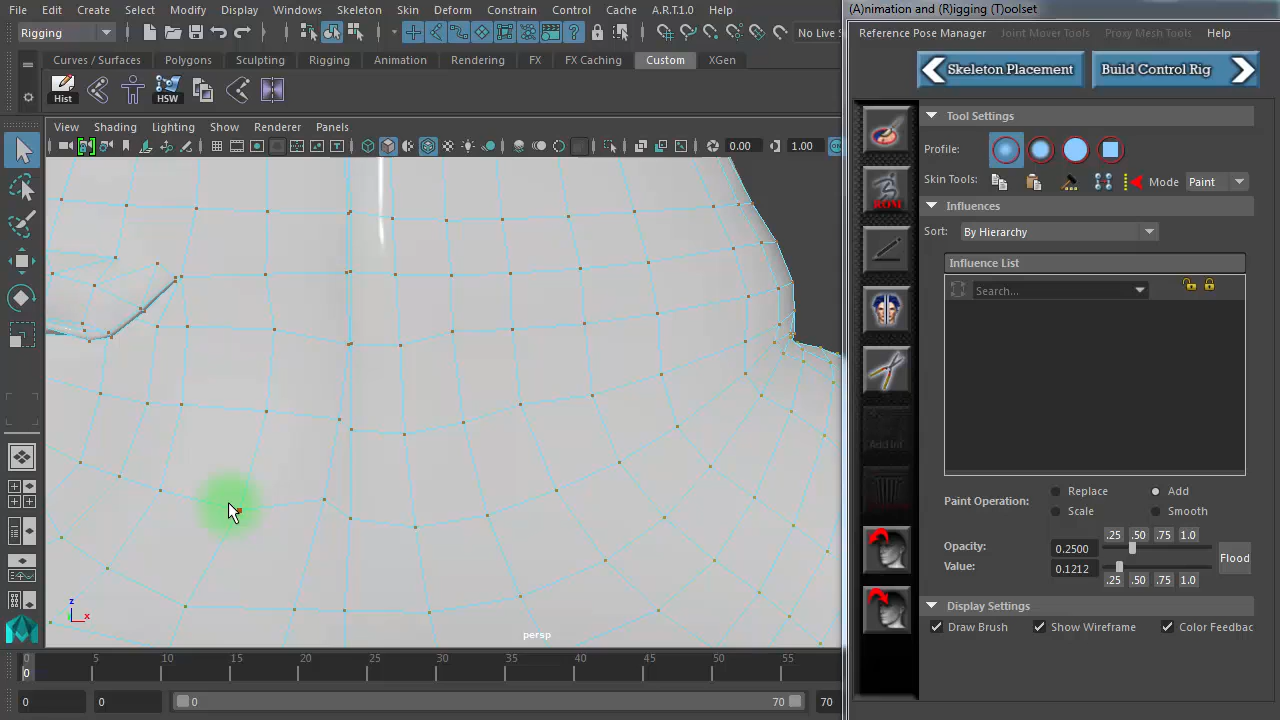 File Edit Create Select Modify Display Windows Skeleton Skin Deform Constrain Control Cache A.R.T.1.0 Help
(A)nimation and (R)igging (T)oolset
Rigging
No Live S
Reference Pose Manager Joint Mover Tools Proxy Mesh Tools Help
Curves / Surfaces Polygons Sculpting Rigging Animation Rendering FX FX Caching Custom XGen
Skeleton Placement Build Control Rig
Hist HSW
View Shading Lighting Show Renderer Panels
0.00 1.00 ON
Tool Settings
Profile:
Skin Tools: Mode Paint
ROM
Influences
Sort: By Hierarchy
Influence List
Search...
Add Inf
Paint Operation: Replace Add
Scale Smooth
.25 .50 .75 1.0
Opacity: 0.2500
Flood
Value: 0.1212
.25 .50 .75 1.0
Display Settings
Draw Brush Show Wireframe Color Feedbac
z
x
persp
0 5 10 15 20 25 30 35 40 45 50 55
0
0 0 0 70 70